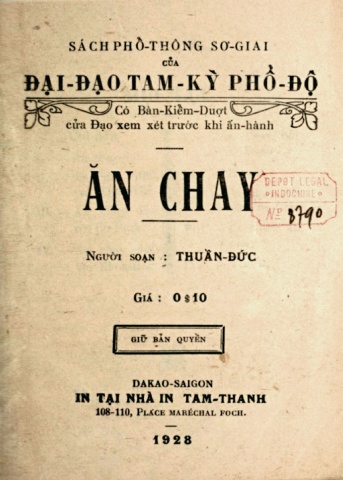 SÁCH PHỔ-THÔNG SƠ-GIAI
CỦA
ĐẠI-ĐẠO TAM-KỲ PHỔ-ĐỘ
Có Bàn-Kiểm-Duợt
cửa Đạo xem xét trước khi ấn-hành
ĂN CHAY
DEPOT LEGAL
INDOCHINE
Nº 3790
NGƯỜI SOẠN : THUẦN-ĐỨC
GIÁ : 0$10
GIỮ BẢN QUYỀN
DAKAO-SAIGON
IN TẠI NHÀ IN TAM-THANH
108-110, PLACE MARÉCHAL FOCH.
1928